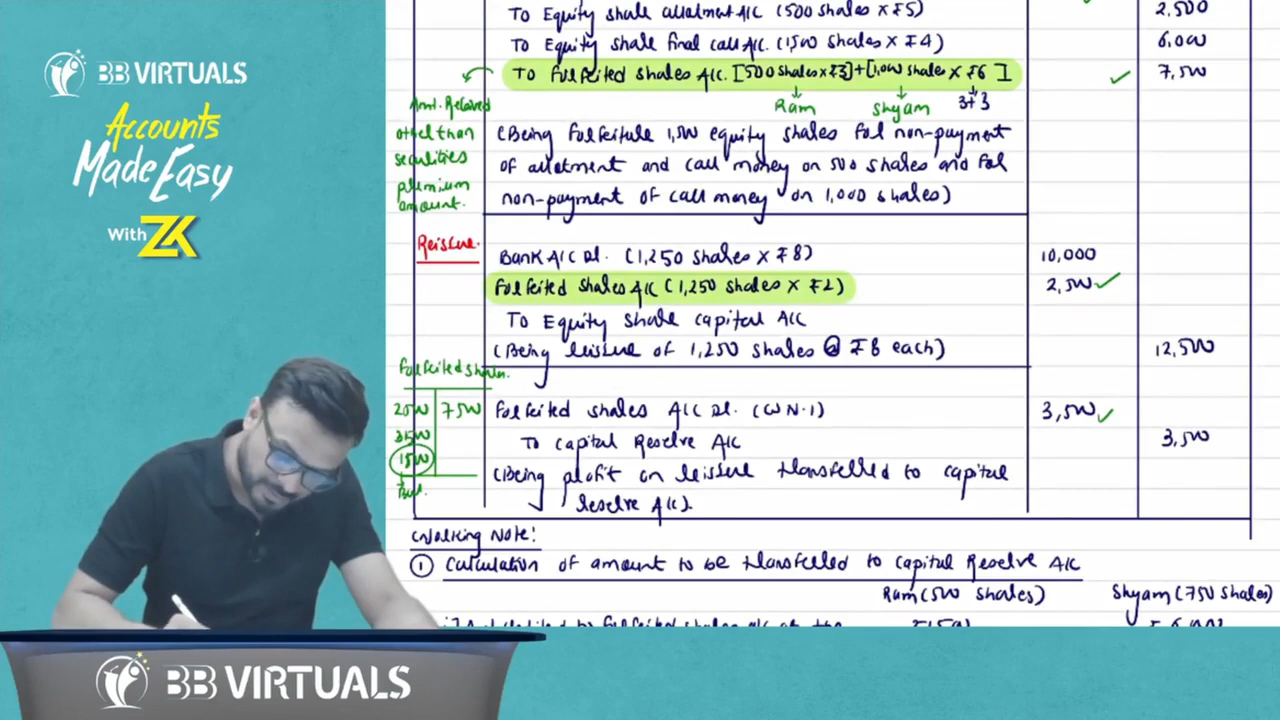 BB VIRTUALS
Accounts
Made Easy
With ZK
To Equity share allotment A/C (500 shares x ₹5) 2,500
To Equity share final call A/C. (1500 shares x ₹4) 6,000
To Forfeited shares A/C. [500 shares x ₹3]+[1,000 shares x ₹6] 7,500
Ram Shyam 3+3
Amt. Received
other than
securities
premium
amount.
(Being forfeiture 1,500 equity shares for non-payment
of allotment and call money on 500 shares and for
non-payment of call money on 1,000 shares)
Reissue.
Bank A/C Dr. (1,250 shares x ₹8) 10,000
Forfeited shares A/C (1,250 shares x ₹2) 2,500
To Equity share capital A/C
(Being reissue of 1,250 shares @ ₹8 each) 12,500
Forfeited shares.
2500 7500
3500
1500
Bal.
Forfeited shares A/C Dr. (WN-1) 3,500
To Capital Reserve A/C 3,500
(Being profit on reissue transferred to capital
reserve A/C).
Working Note:
① Calculation of amount to be transferred to capital Reserve A/C
Ram (500 shares) Shyam (750 shares)
BB VIRTUALS